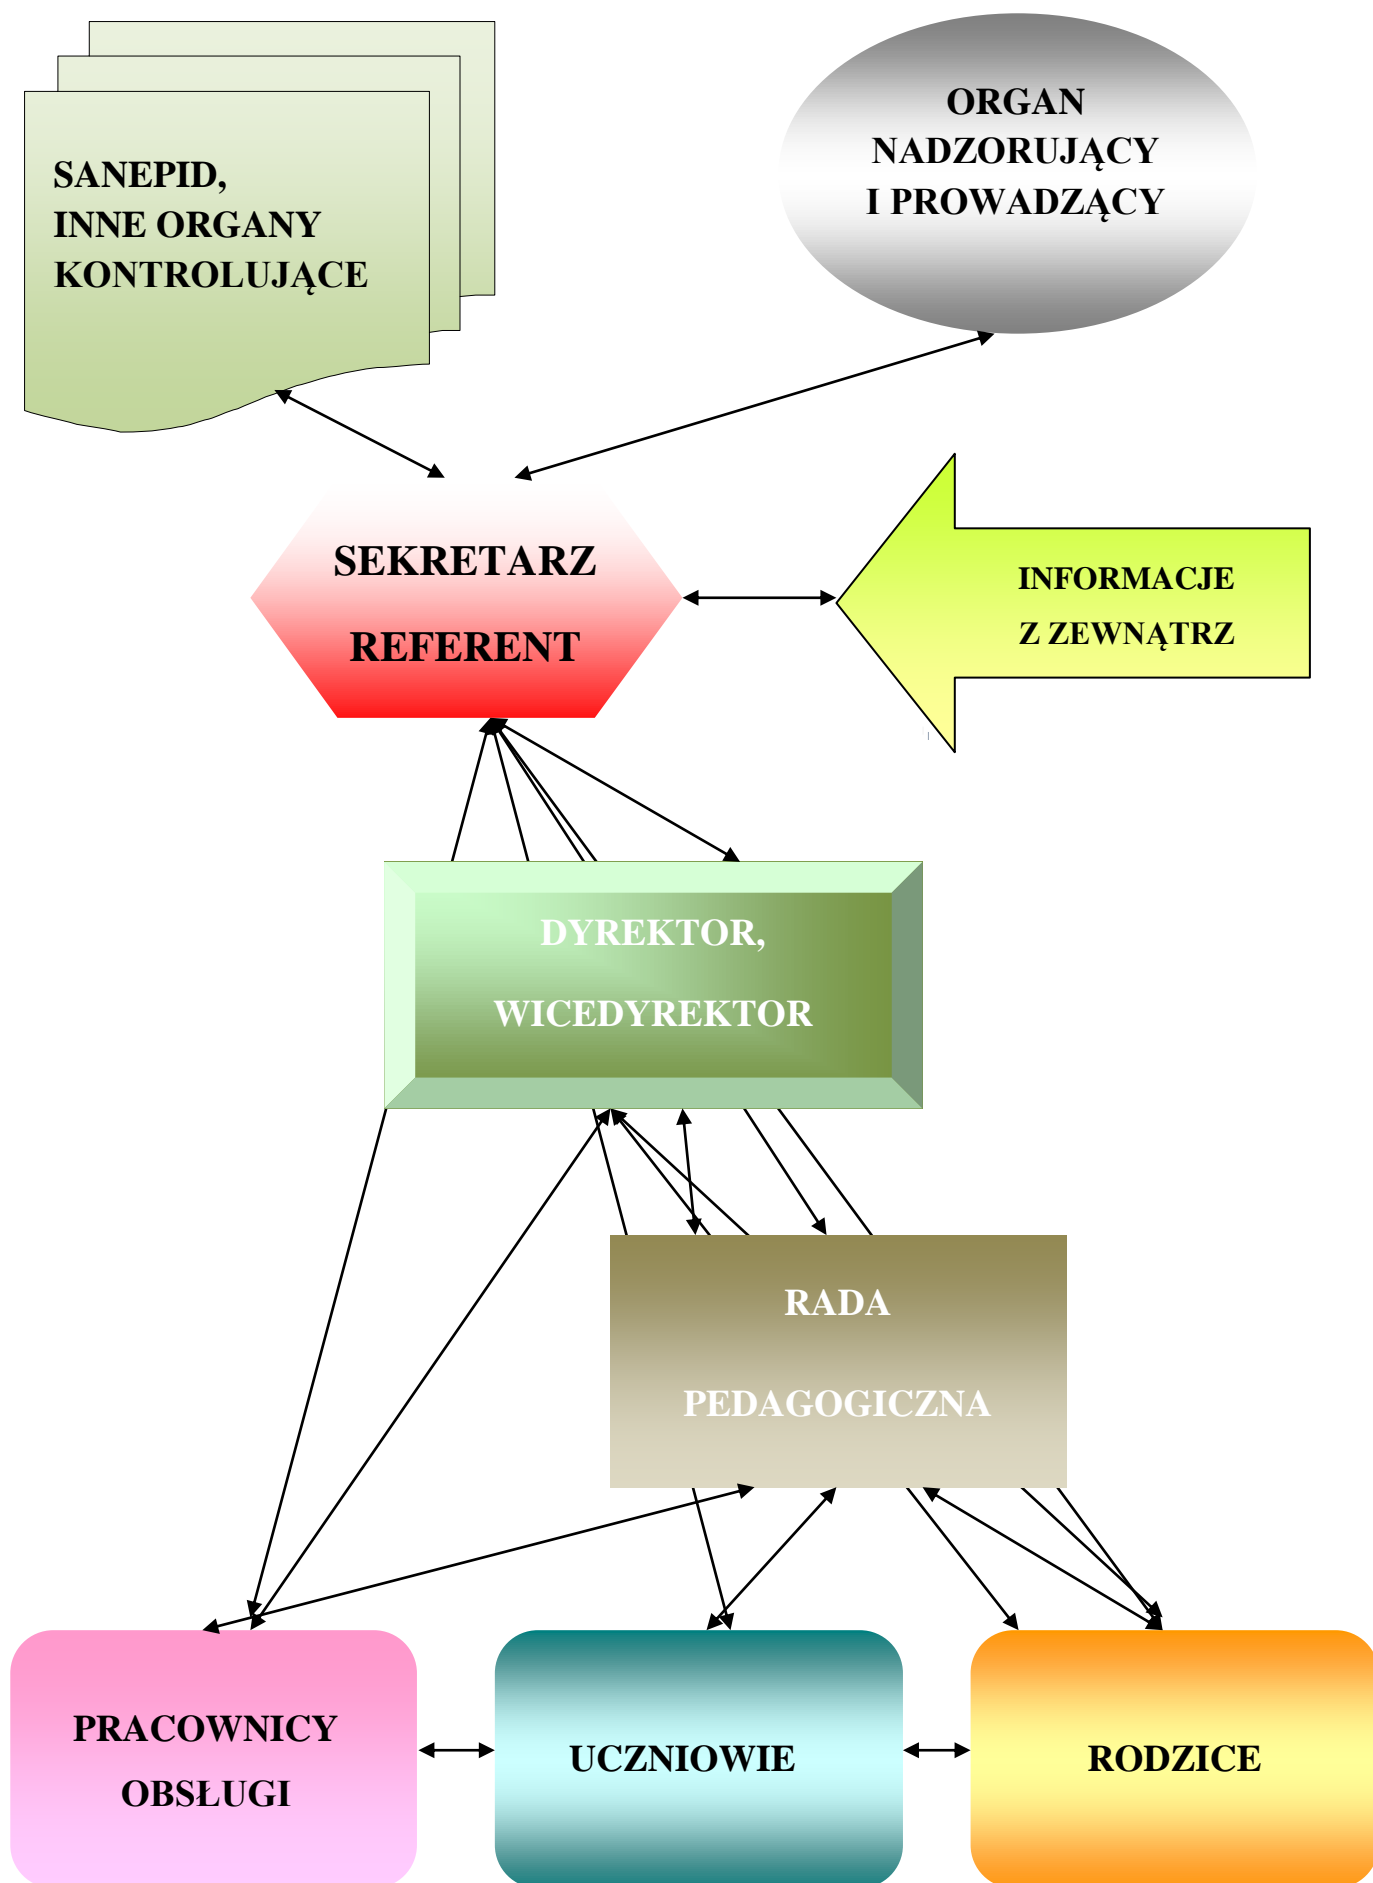 SANEPID,
INNE ORGANY
KONTROLUJĄCE
ORGAN
NADZORUJĄCY
I PROWADZĄCY
SEKRETARZ
REFERENT
INFORMACJE
Z ZEWNĄTRZ
DYREKTOR,
WICEDYREKTOR
RADA
PEDAGOGICZNA
PRACOWNICY
OBSŁUGI
UCZNIOWIE
RODZICE